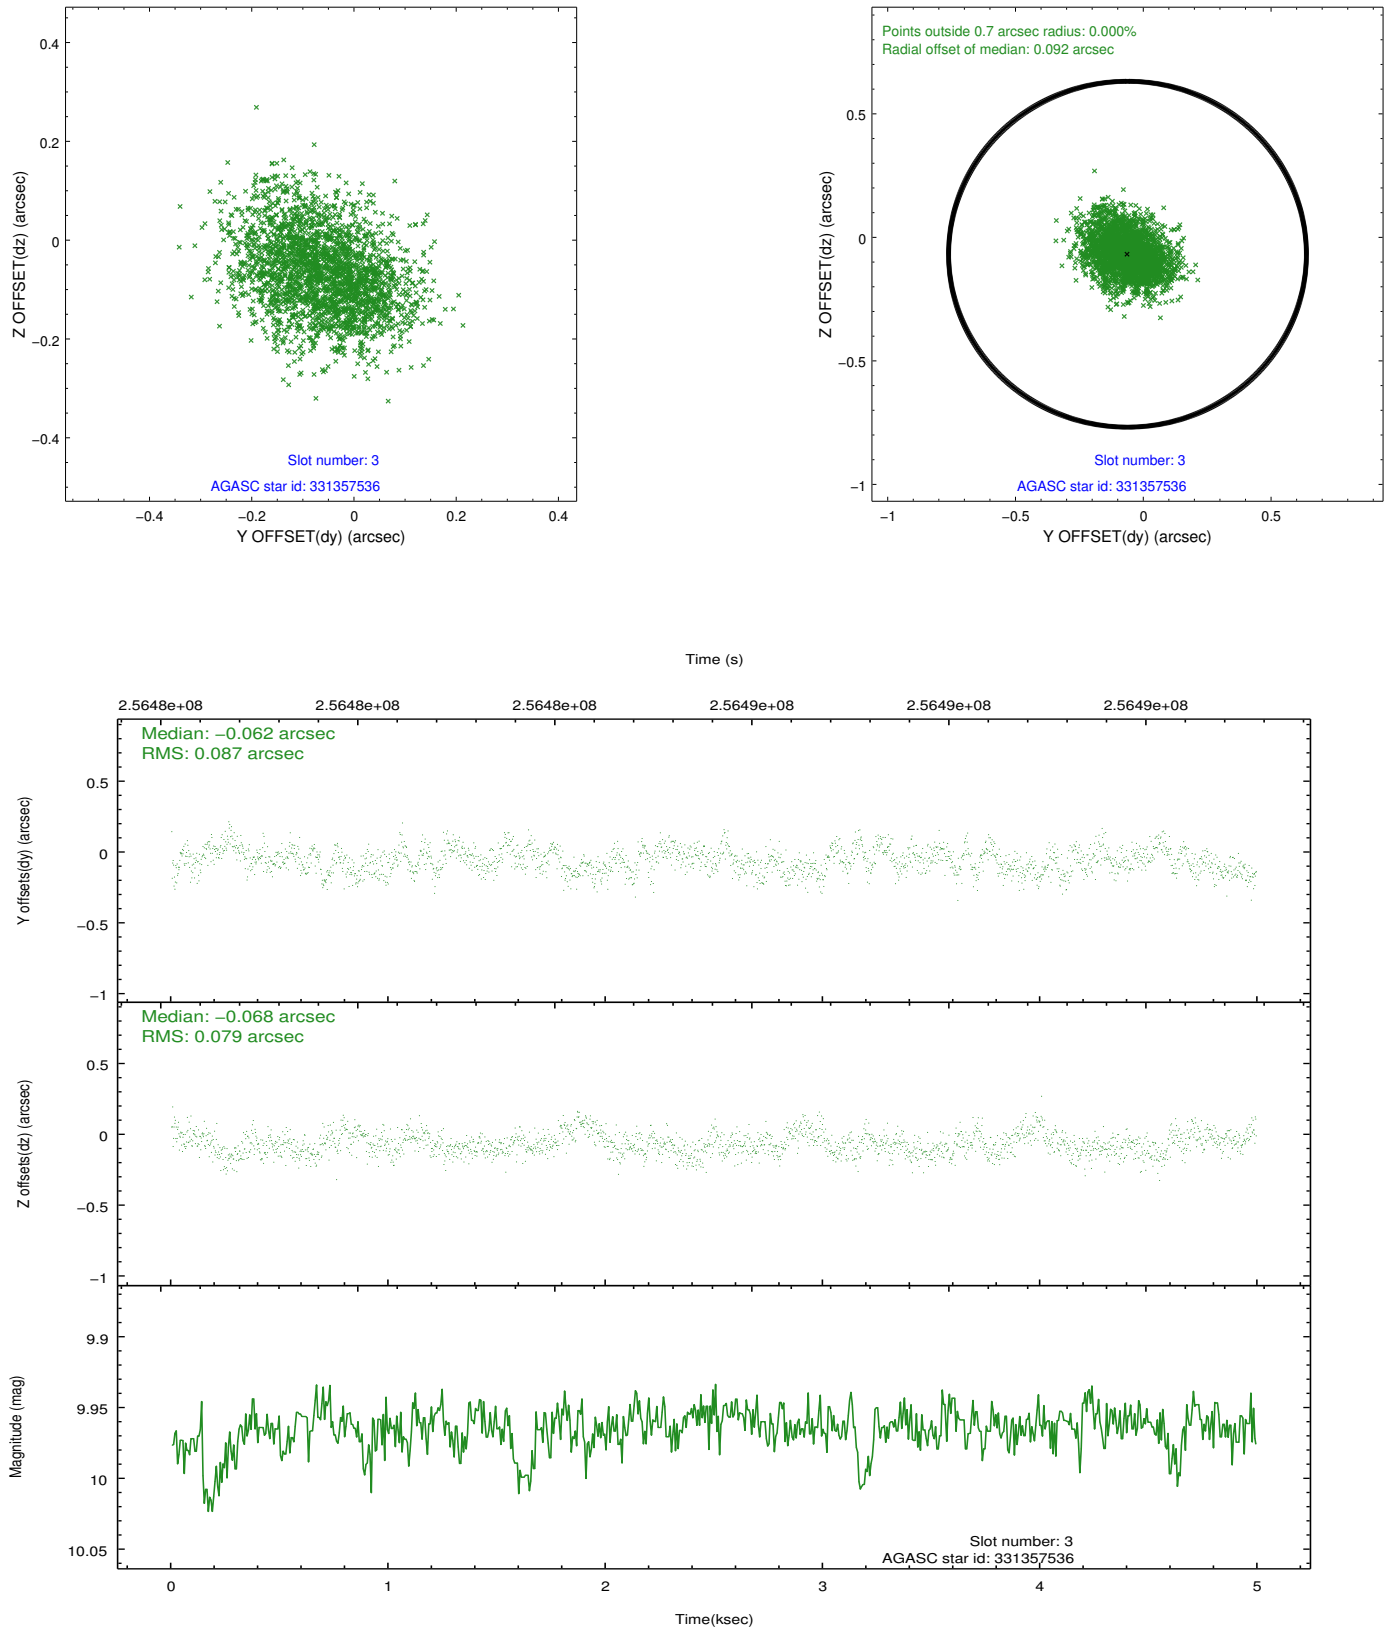 0.4
0.2
0
−0.2
−0.4
Z OFFSET(dz) (arcsec)
Slot number: 3
AGASC star id: 331357536
−0.4
−0.2
0
0.2
0.4
Y OFFSET(dy) (arcsec)
Points outside 0.7 arcsec radius: 0.000%
Radial offset of median: 0.092 arcsec
0.5
0
−0.5
−1
Z OFFSET(dz) (arcsec)
Slot number: 3
AGASC star id: 331357536
−1
−0.5
0
0.5
Y OFFSET(dy) (arcsec)
Time (s)
2.5648e+08
2.5648e+08
2.5648e+08
2.5649e+08
2.5649e+08
2.5649e+08
Median: −0.062 arcsec
RMS: 0.087 arcsec
0.5
0
−0.5
−1
Y offsets(dy) (arcsec)
Median: −0.068 arcsec
RMS: 0.079 arcsec
0.5
0
−0.5
−1
Z offsets(dz) (arcsec)
9.9
9.95
10
10.05
Magnitude (mag)
Slot number: 3
AGASC star id: 331357536
0
1
2
3
4
5
Time(ksec)